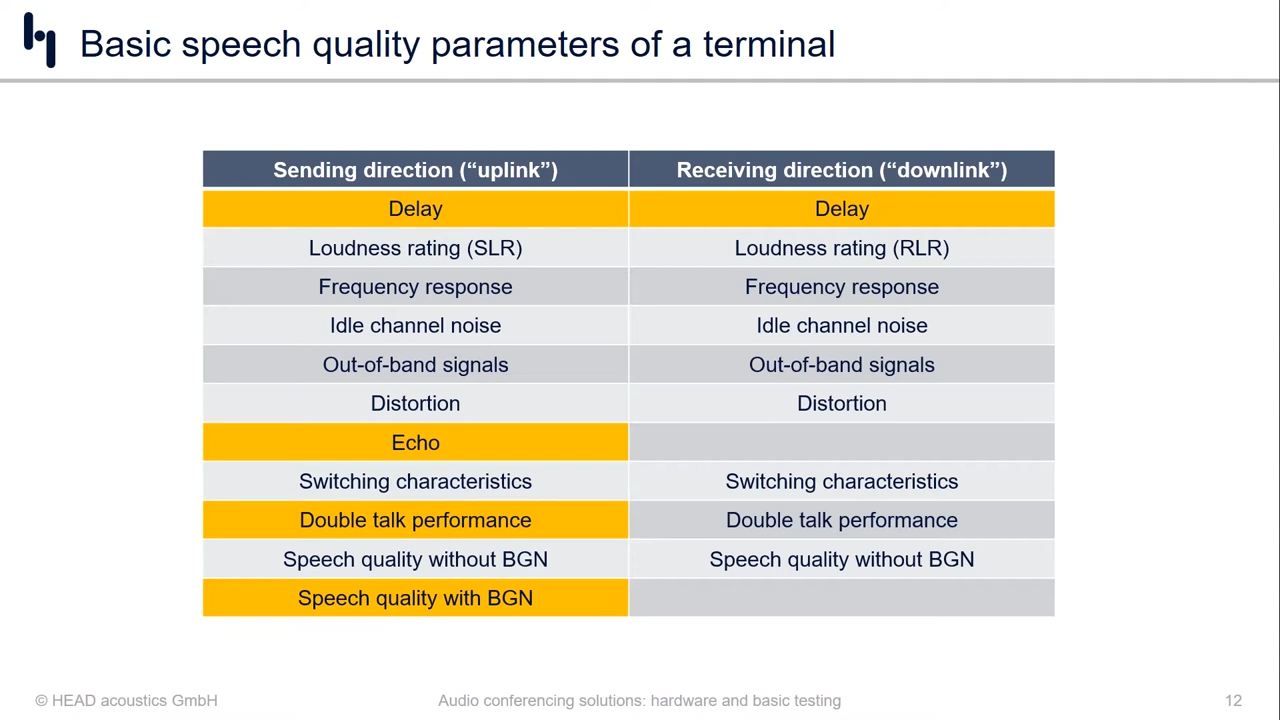 Basic speech quality parameters of a terminal
Sending direction (“uplink”) Receiving direction (“downlink”)
Delay Delay
Loudness rating (SLR) Loudness rating (RLR)
Frequency response Frequency response
Idle channel noise Idle channel noise
Out-of-band signals Out-of-band signals
Distortion Distortion
Echo
Switching characteristics Switching characteristics
Double talk performance Double talk performance
Speech quality without BGN Speech quality without BGN
Speech quality with BGN
© HEAD acoustics GmbH Audio conferencing solutions: hardware and basic testing 12